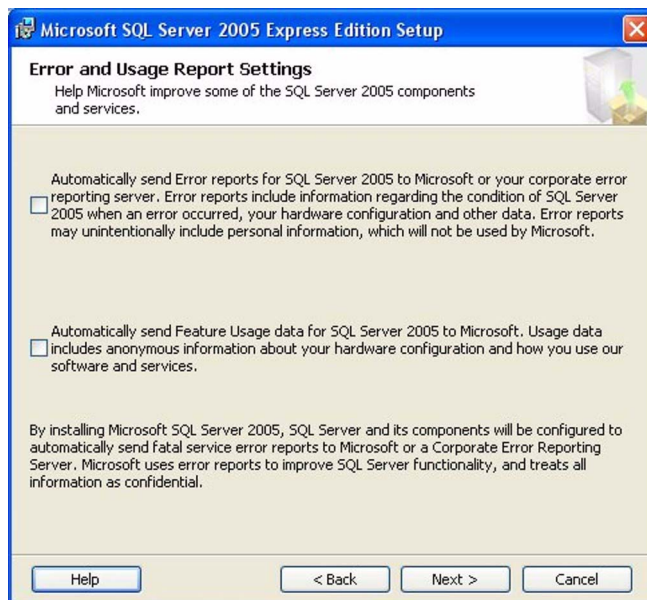 Microsoft SQL Server 2005 Express Edition Setup
Error and Usage Report Settings
Help Microsoft improve some of the SQL Server 2005 components
and services.
Automatically send Error reports for SQL Server 2005 to Microsoft or your corporate error
reporting server. Error reports include information regarding the condition of SQL Server
2005 when an error occurred, your hardware configuration and other data. Error reports
may unintentionally include personal information, which will not be used by Microsoft.
Automatically send Feature Usage data for SQL Server 2005 to Microsoft. Usage data
includes anonymous information about your hardware configuration and how you use our
software and services.
By installing Microsoft SQL Server 2005, SQL Server and its components will be configured to
automatically send fatal service error reports to Microsoft or a Corporate Error Reporting
Server. Microsoft uses error reports to improve SQL Server functionality, and treats all
information as confidential.
Help < Back Next > Cancel